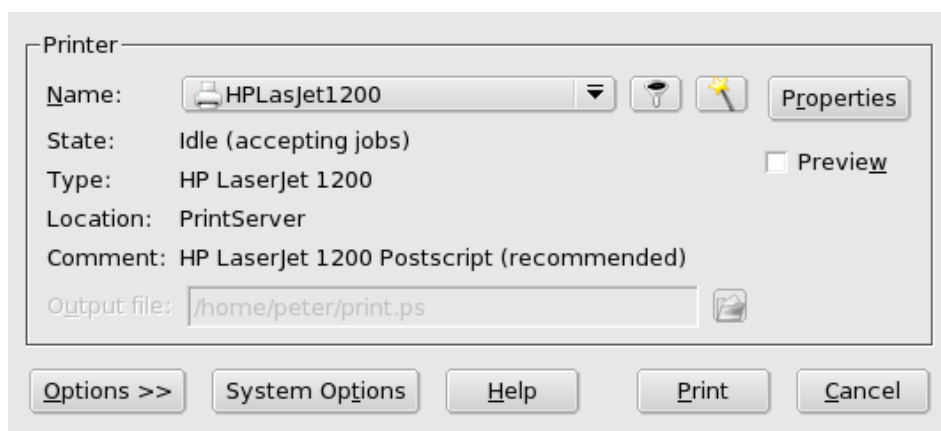 Printer
Name: HPLasJet1200 Properties
State: Idle (accepting jobs)
Preview
Type: HP LaserJet 1200
Location: PrintServer
Comment: HP LaserJet 1200 Postscript (recommended)
Output file: /home/peter/print.ps
Options >> System Options Help Print Cancel